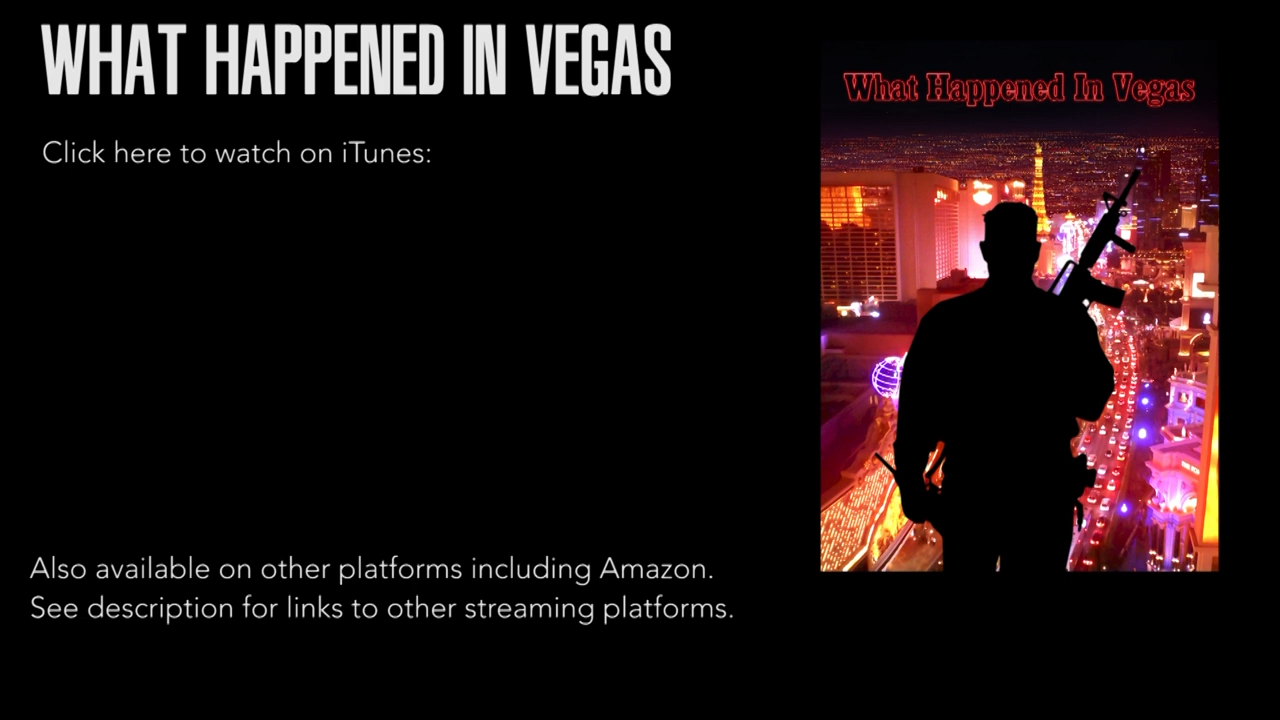 WHAT HAPPENED IN VEGAS
Click here to watch on iTunes:
What Happened In Vegas
Also available on other platforms including Amazon.
See description for links to other streaming platforms.